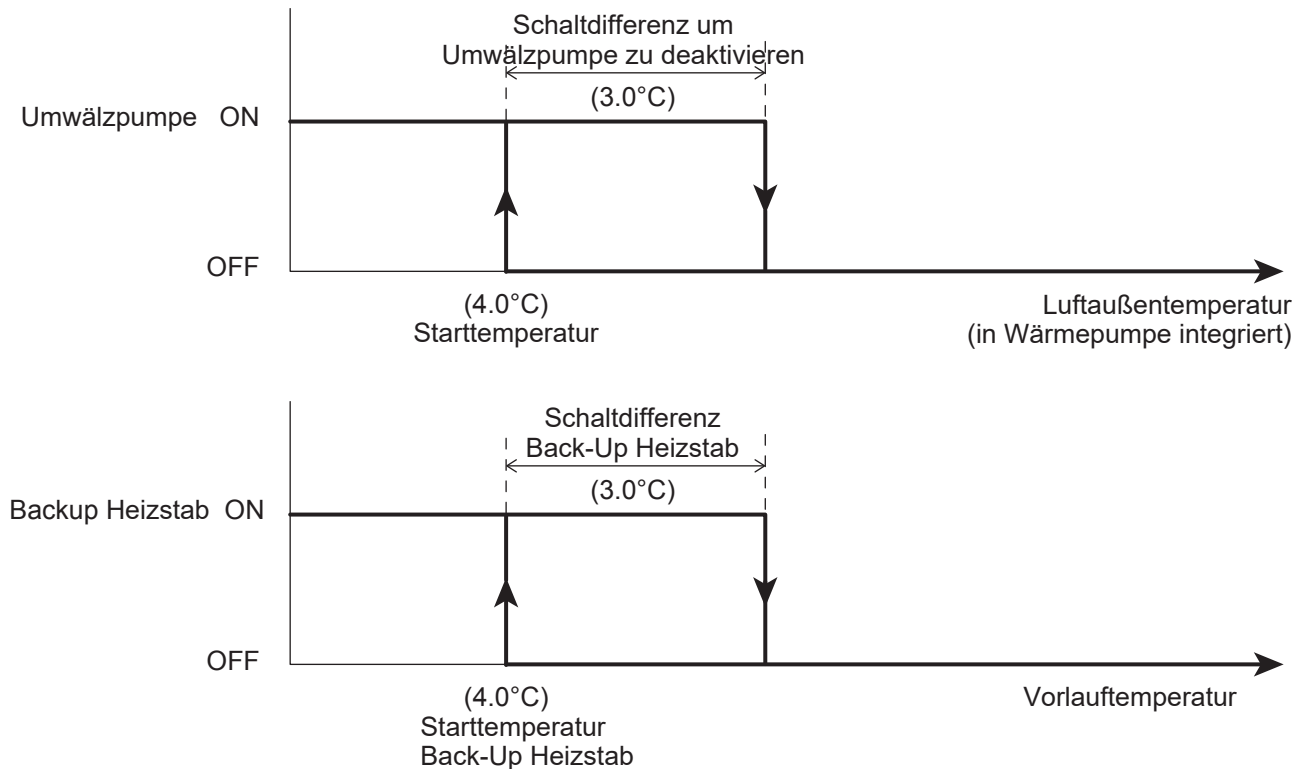 Schaltdifferenz um
Umwälzpumpe zu deaktivieren
(3.0°C)
Umwälzpumpe ON
OFF
(4.0°C)
Starttemperatur
Luftaußentemperatur
(in Wärmepumpe integriert)
Schaltdifferenz
Back-Up Heizstab
(3.0°C)
Backup Heizstab ON
OFF
(4.0°C)
Starttemperatur
Back-Up Heizstab
Vorlauftemperatur